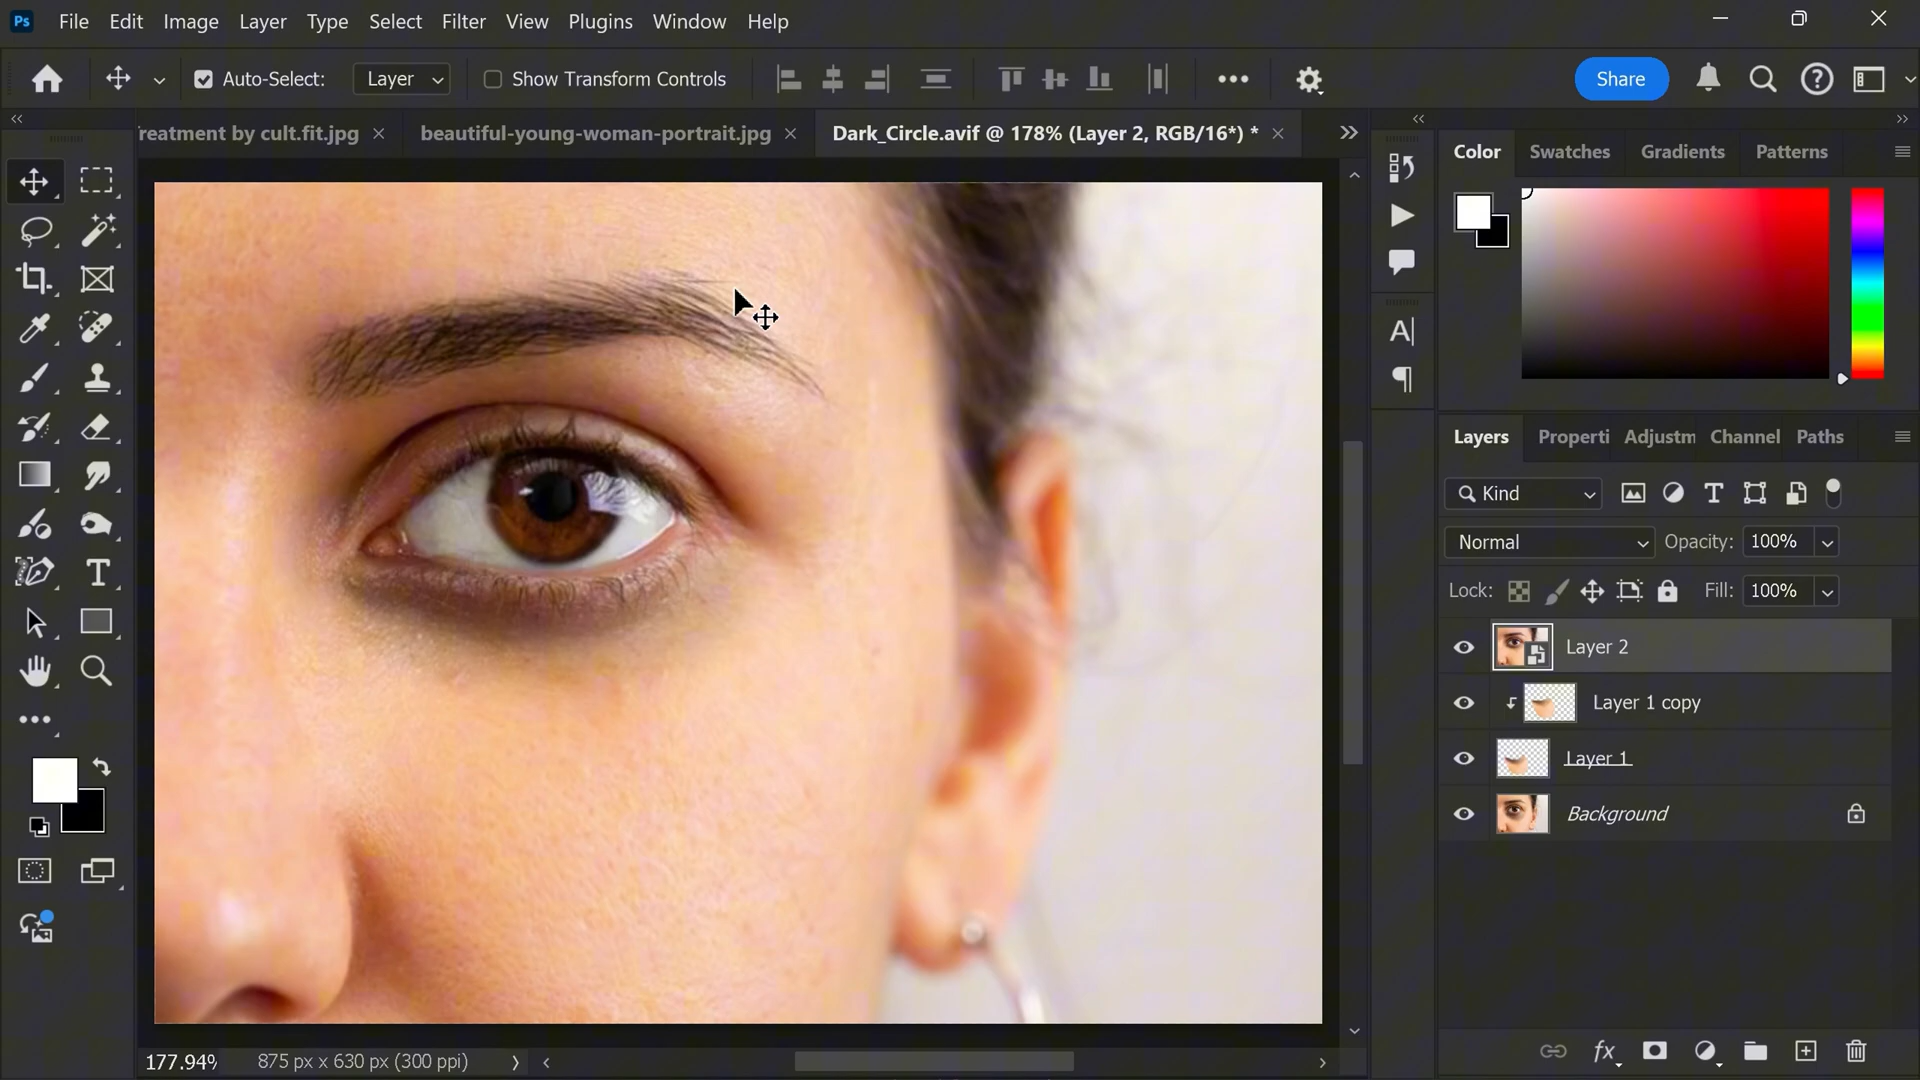 Ps File Edit Image Layer Type Select Filter View Plugins Window Help
Auto-Select: Layer Show Transform Controls Share
reatment by cult.fit.jpg beautiful-young-woman-portrait.jpg Dark_Circle.avif @ 178% (Layer 2, RGB/16*) *
Color Swatches Gradients Patterns
Layers Properti Adjustm Channel Paths
Kind
Normal Opacity: 100%
Lock: Fill: 100%
Layer 2
Layer 1 copy
Layer 1
Background
177.94% 875 px x 630 px (300 ppi)